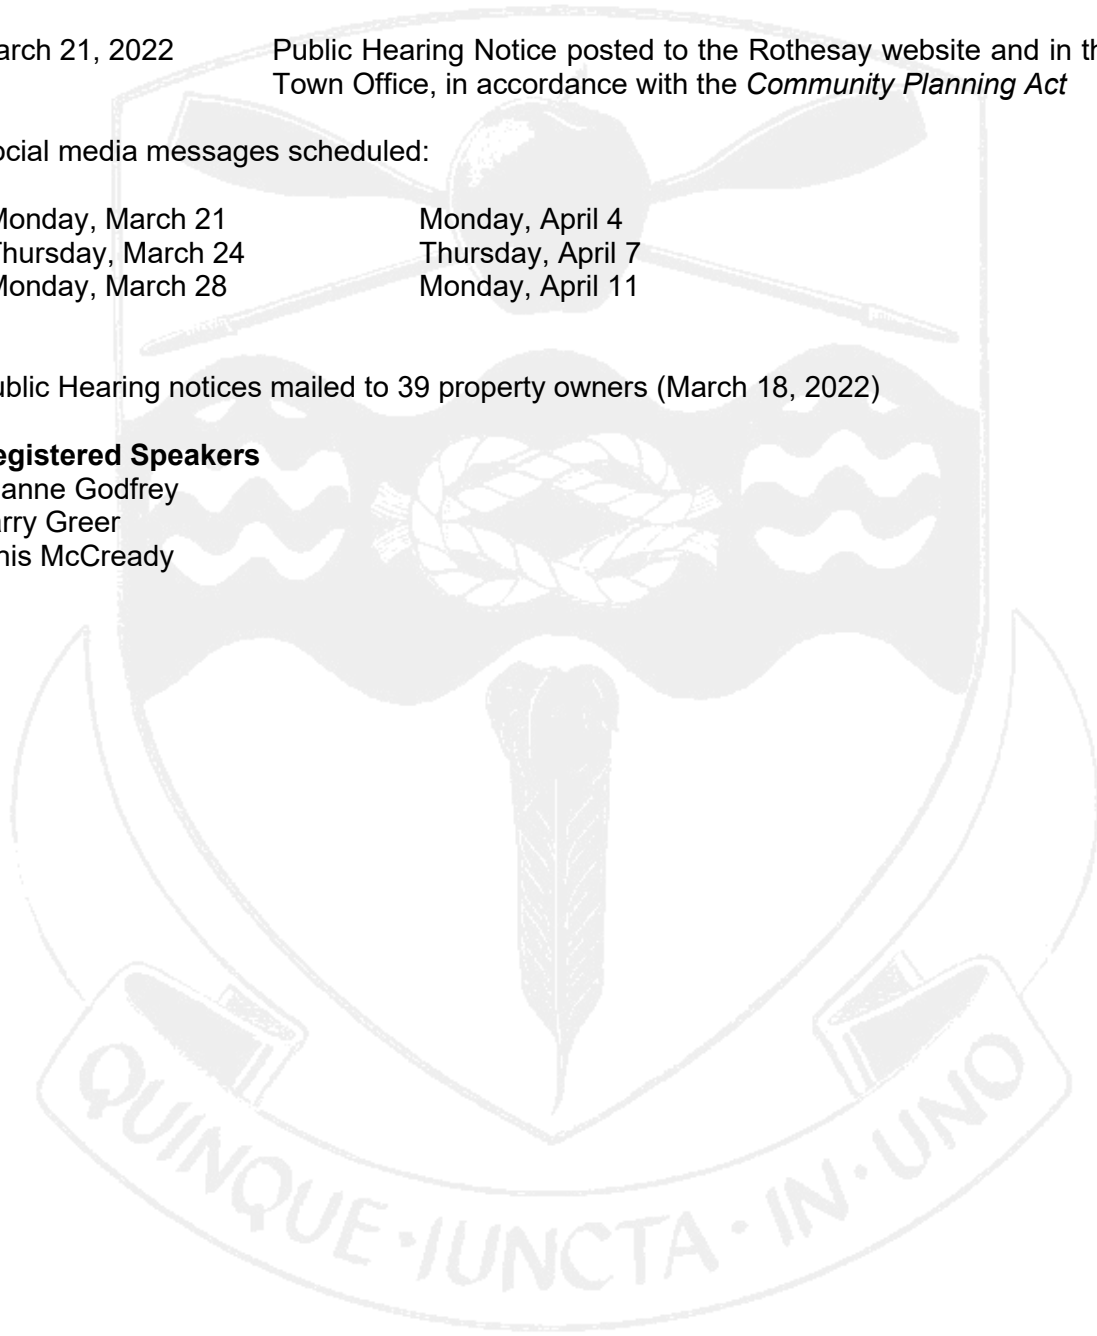 arch 21, 2022 Public Hearing Notice posted to the Rothesay website and in th
Town Office, in accordance with the Community Planning Act
ocial media messages scheduled:
Monday, March 21 Monday, April 4
Thursday, March 24 Thursday, April 7
Monday, March 28 Monday, April 11
ublic Hearing notices mailed to 39 property owners (March 18, 2022)
egistered Speakers
anne Godfrey
arry Greer
nis McCready
QUINQUE · IUNCTA · IN · UNO